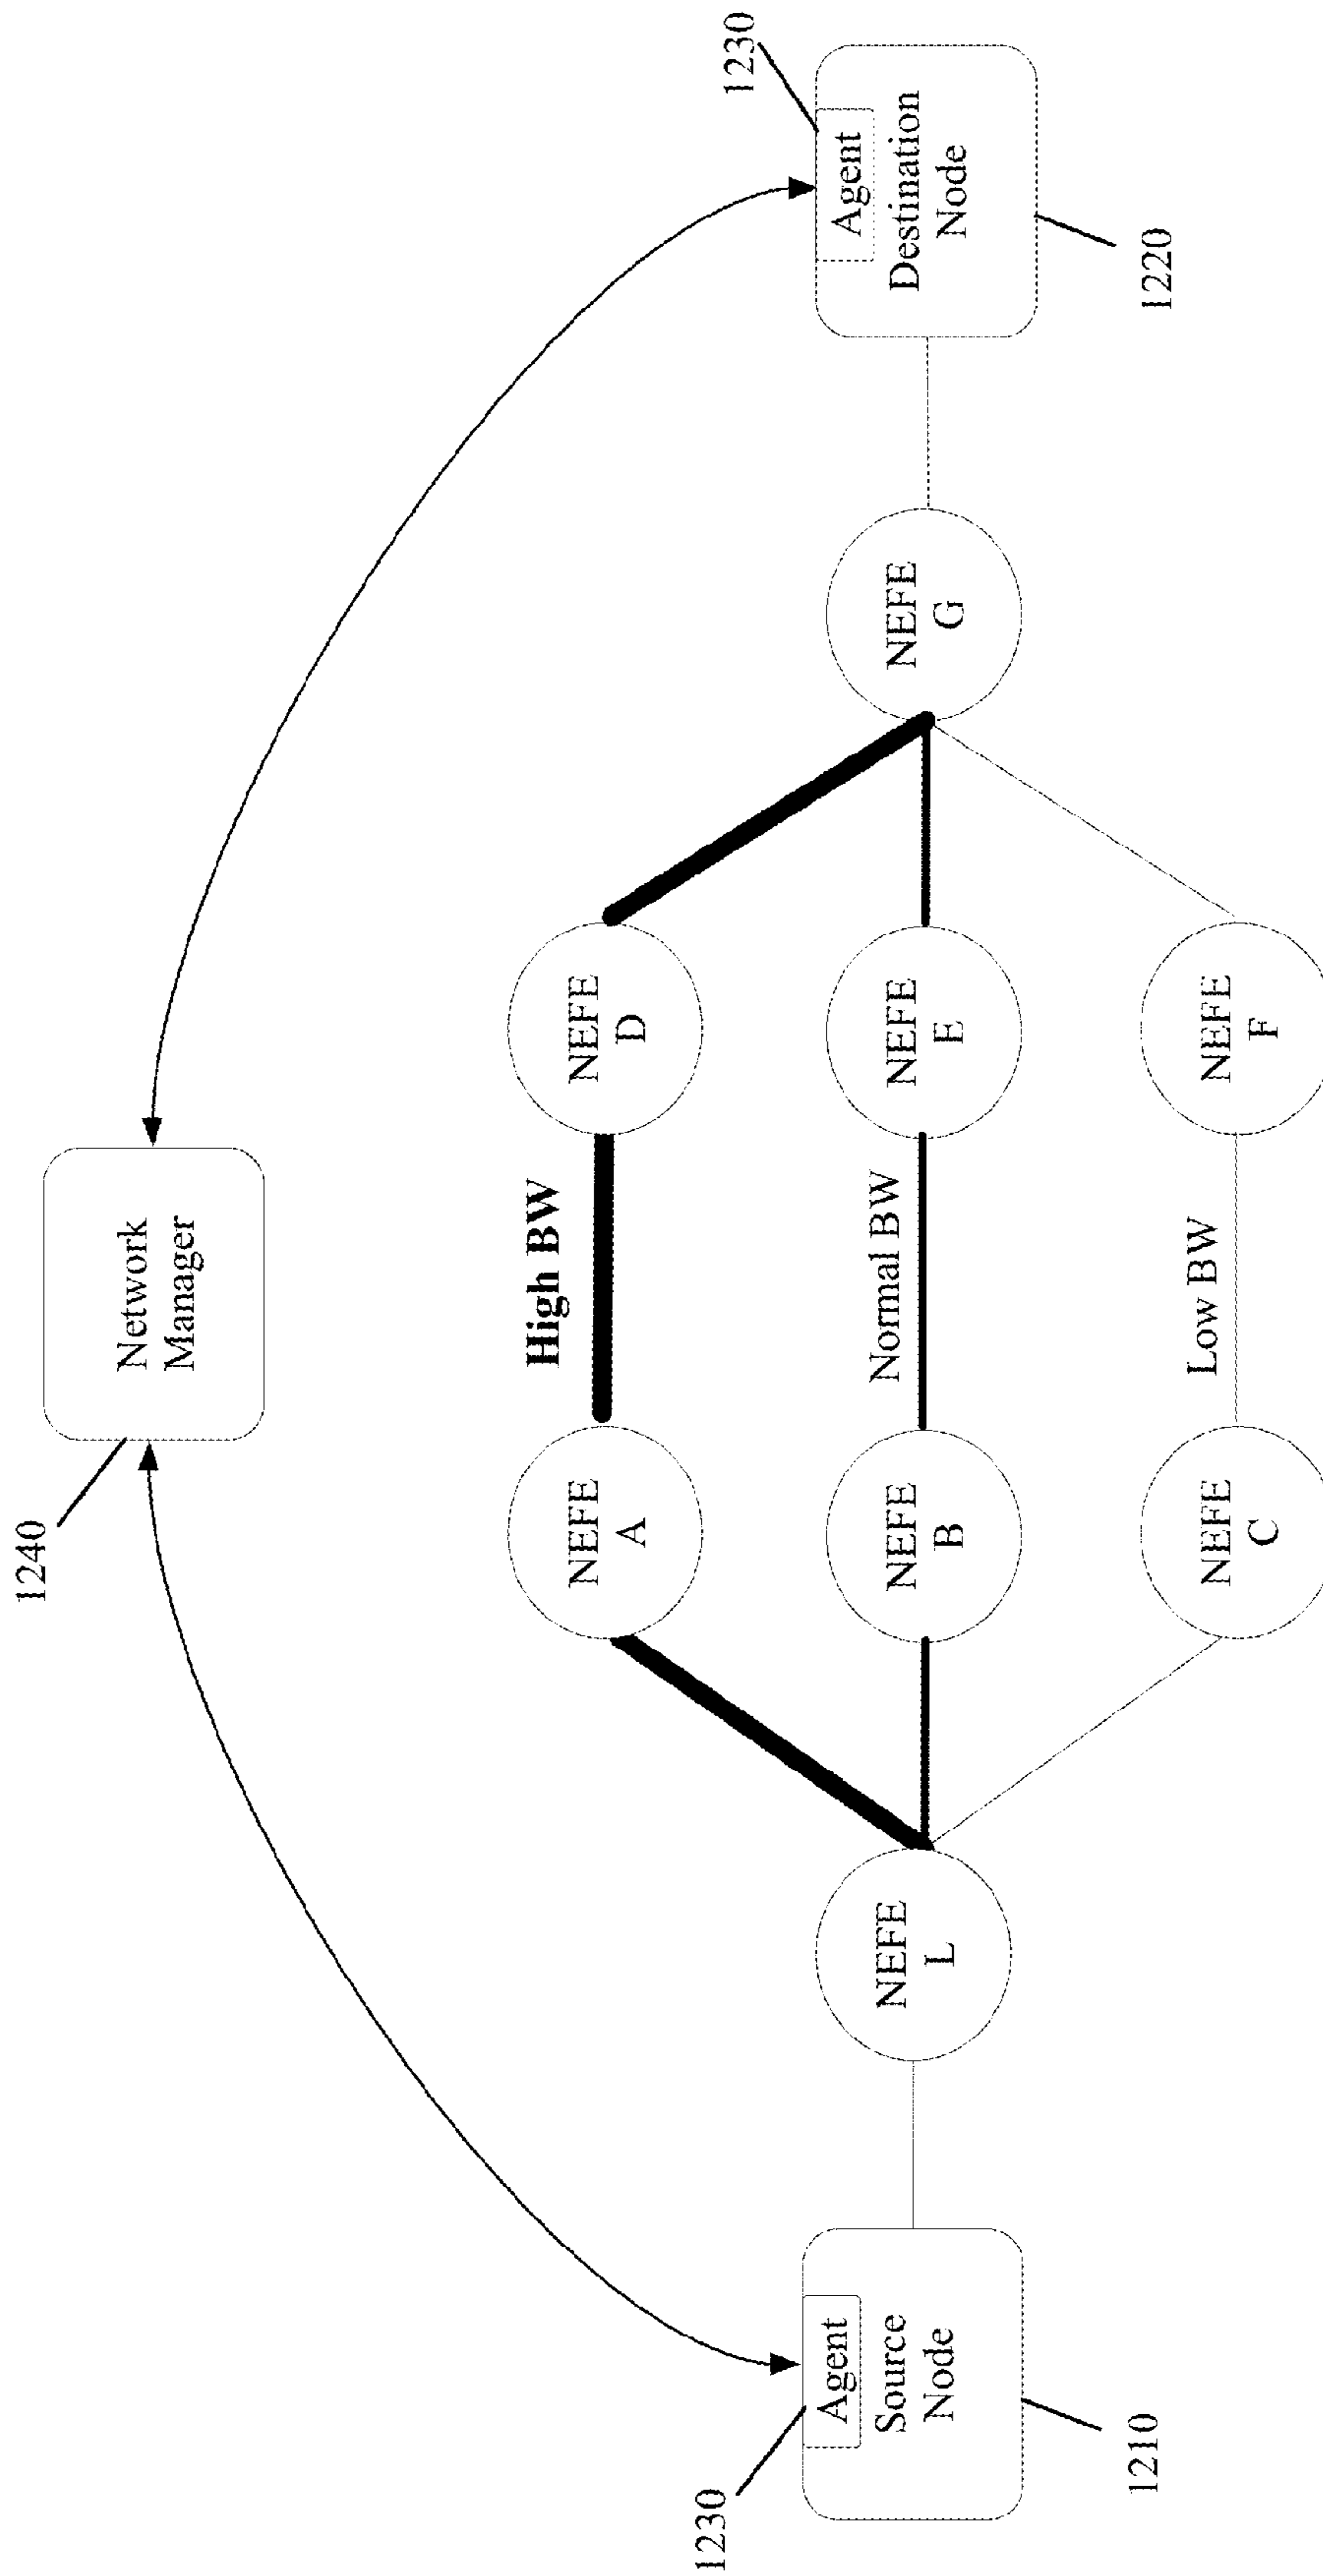 1240
Network
Manager
1230
Agent
Source
Node
1210
NEFE
L
NEFE
A
High BW
NEFE
D
NEFE
B
Normal BW
NEFE
E
NEFE
C
Low BW
NEFE
F
NEFE
G
1230
Agent
Destination
Node
1220